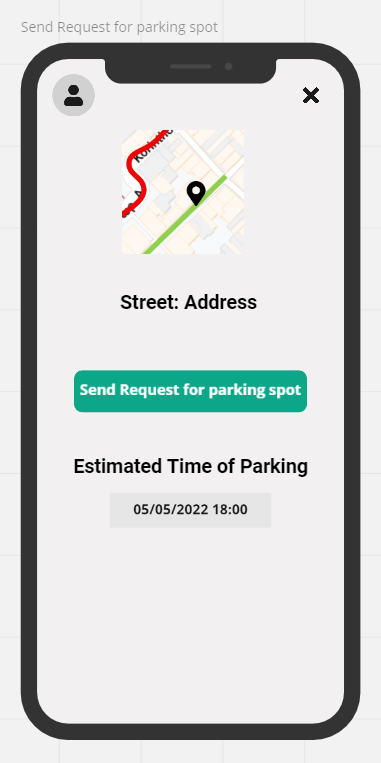 Send Request for parking spot
Street: Address
Send Request for parking spot
Estimated Time of Parking
05/05/2022 18:00